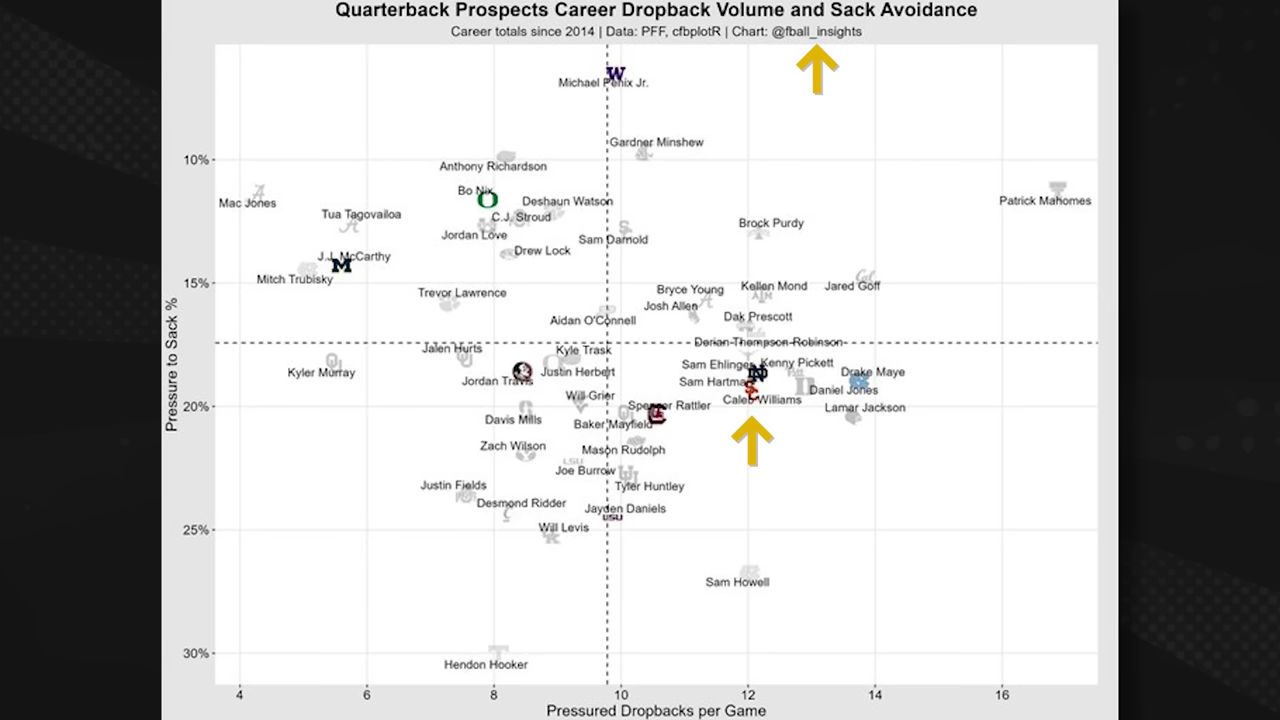 Quarterback Prospects Career Dropback Volume and Sack Avoidance
Career totals since 2014 | Data: PFF, cfbplotR | Chart: @fball_insights
W
Michael Penix Jr.
Gardner Minshew
10%
Anthony Richardson
Bo Nix
Mac Jones
Deshaun Watson
Patrick Mahomes
Tua Tagovailoa
C.J. Stroud
Brock Purdy
Jordan Love
Sam Darnold
Drew Lock
J.J. McCarthy
M
Mitch Trubisky
15%
Trevor Lawrence
Bryce Young
Kellen Mond
Jared Goff
Josh Allen
Aidan O'Connell
Dak Prescott
Dorian Thompson-Robinson
Jalen Hurts
Kyle Trask
Kyler Murray
Justin Herbert
Sam Ehlinger
Kenny Pickett
Drake Maye
Jordan Travis
Sam Hartman
Daniel Jones
Will Grier
Caleb Williams
20%
Spencer Rattler
Lamar Jackson
Davis Mills
Baker Mayfield
Zach Wilson
Mason Rudolph
LSU
Joe Burrow
Tyler Huntley
Justin Fields
Desmond Ridder
Jayden Daniels
LSU
25%
Will Levis
Sam Howell
30%
Hendon Hooker
Pressure to Sack %
4 6 8 10 12 14 16
Pressured Dropbacks per Game